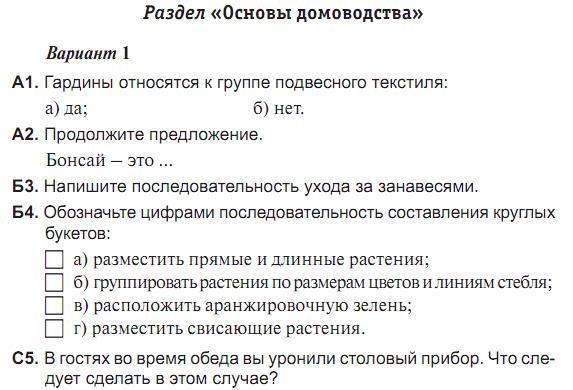 Раздел «Основы домоводства»
Вариант 1
А1. Гардины относятся к группе подвесного текстиля:
а) да; б) нет.
А2. Продолжите предложение.
Бонсай – это ...
Б3. Напишите последовательность ухода за занавесями.
Б4. Обозначьте цифрами последовательность составления круглых
букетов:
а) разместить прямые и длинные растения;
б) группировать растения по размерам цветов и линиям стебля;
в) расположить аранжировочную зелень;
г) разместить свисающие растения.
С5. В гостях во время обеда вы уронили столовый прибор. Что сле-
дует сделать в этом случае?